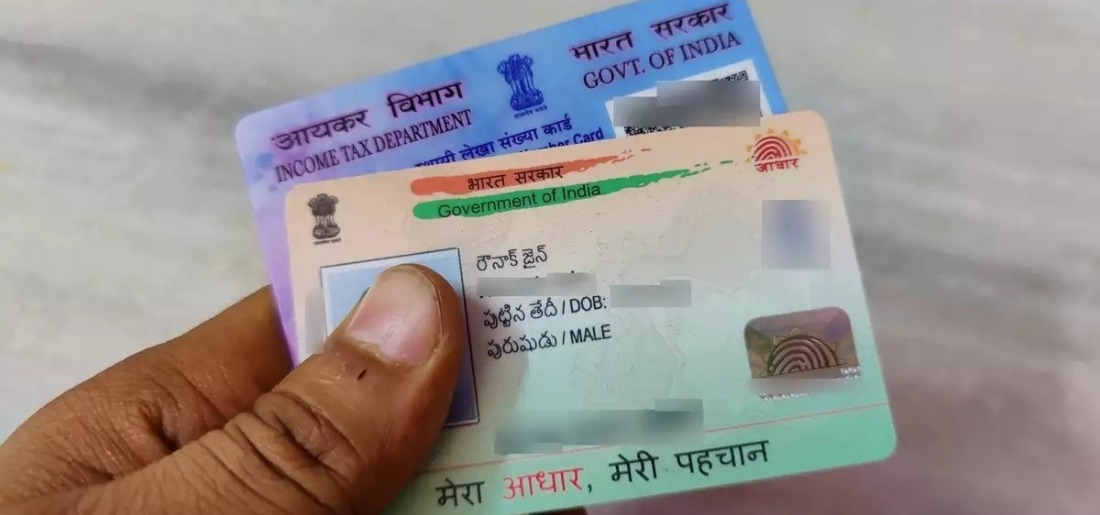 आयकर विभाग
INCOME TAX DEPARTMENT
भारत सरकार
GOVT. OF INDIA
स्थायी लेखा संख्या कार्ड
Card
भारत सरकार
Government of India
आधार
రౌనాక్ జైన్
పుట్టిన తేదీ / DOB:
పురుషుడు / MALE
मेरा आधार, मेरी पहचान